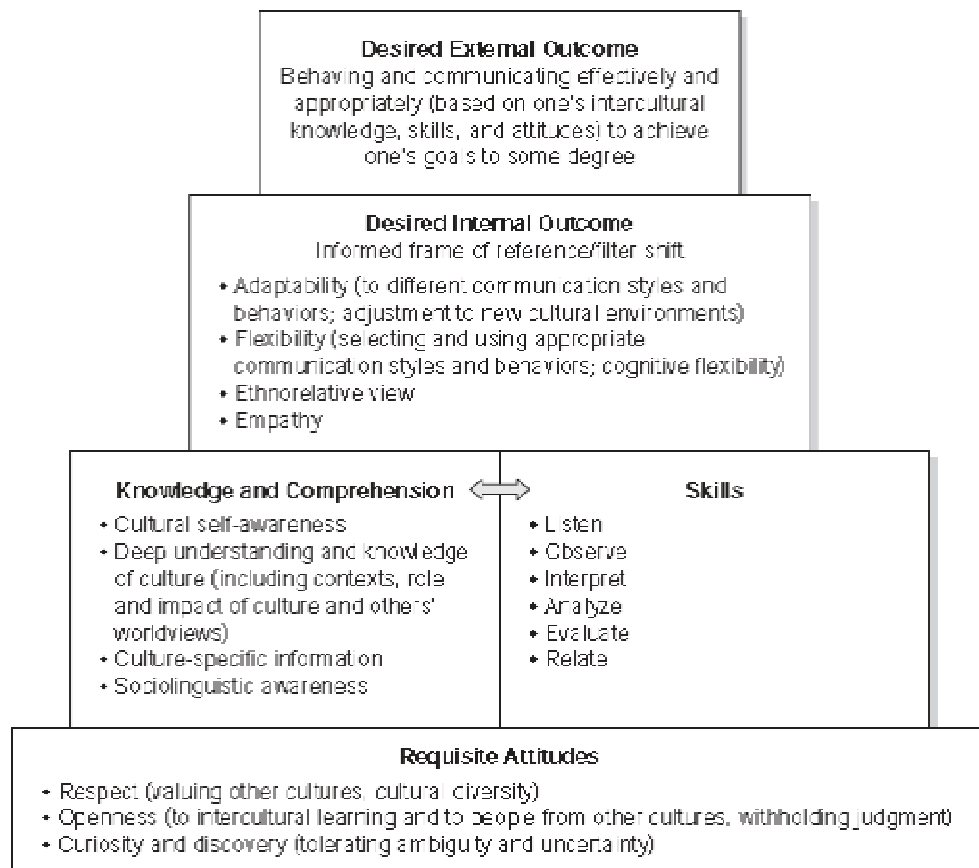 Desired External Outcome
Behaving and communicating effectively and
appropriately (based on one's intercultural
knowledge, skills, and attitudes) to achieve
one's goals to some degree
Desired Internal Outcome
Informed frame of reference/filter shift
• Adaptability (to different communication styles and
behaviors; adjustment to new cultural environments)
• Flexibility (selecting and using appropriate
communication styles and behaviors; cognitive flexibility)
• Ethnorelative view
• Empathy
Knowledge and Comprehension
• Cultural self-awareness
• Deep understanding and knowledge
of culture (including contexts, role
and impact of culture and others'
worldviews)
• Culture-specific information
• Sociolinguistic awareness
Skills
• Listen
• Observe
• Interpret
• Analyze
• Evaluate
• Relate
Requisite Attitudes
• Respect (valuing other cultures, cultural diversity)
• Openness (to intercultural learning and to people from other cultures, withholding judgment)
• Curiosity and discovery (tolerating ambiguity and uncertainty)